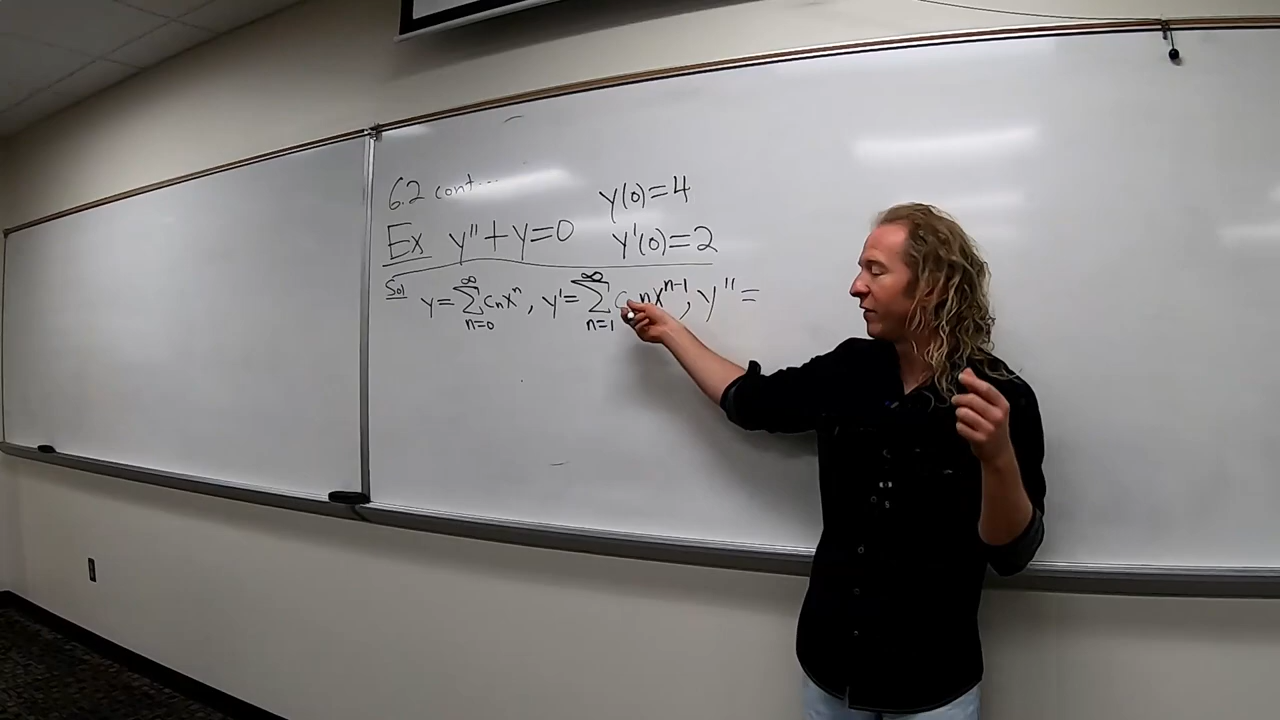 6.2 cont...
y(0)=4
Ex y''+y=0 y'(0)=2
Sol y=∑_{n=0}^{∞} c_n x^n, y'=∑_{n=1}^{∞} c_n n x^{n-1}, y''=